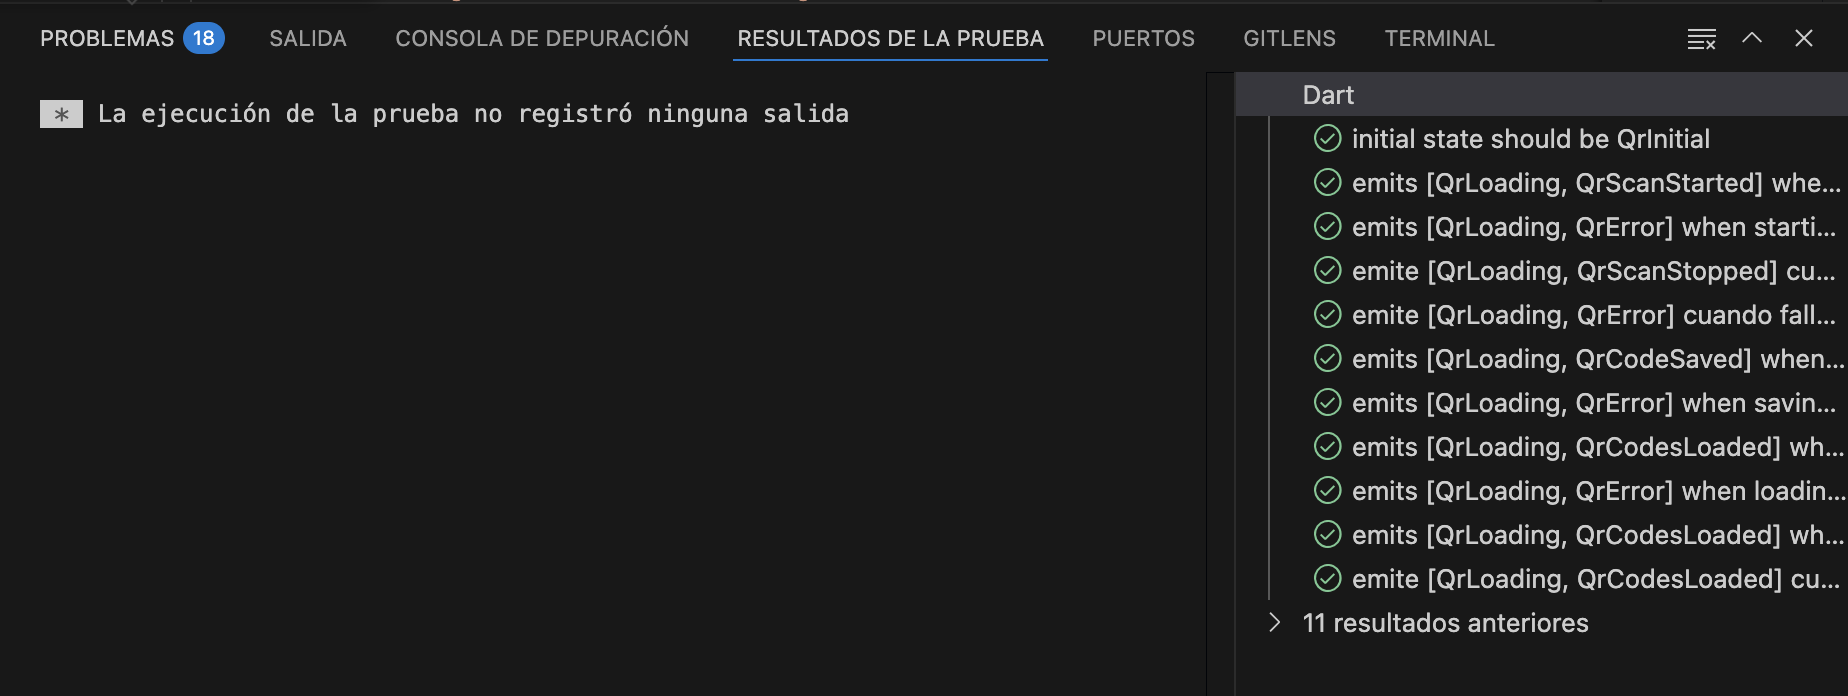 PROBLEMAS 18 SALIDA CONSOLA DE DEPURACIÓN RESULTADOS DE LA PRUEBA PUERTOS GITLENS TERMINAL
* La ejecución de la prueba no registró ninguna salida
Dart
initial state should be QrInitial
emits [QrLoading, QrScanStarted] whe...
emits [QrLoading, QrError] when starti...
emite [QrLoading, QrScanStopped] cu...
emite [QrLoading, QrError] cuando fall...
emits [QrLoading, QrCodeSaved] when...
emits [QrLoading, QrError] when savin...
emits [QrLoading, QrCodesLoaded] wh...
emits [QrLoading, QrError] when loadin...
emits [QrLoading, QrCodesLoaded] wh...
emite [QrLoading, QrCodesLoaded] cu...
11 resultados anteriores